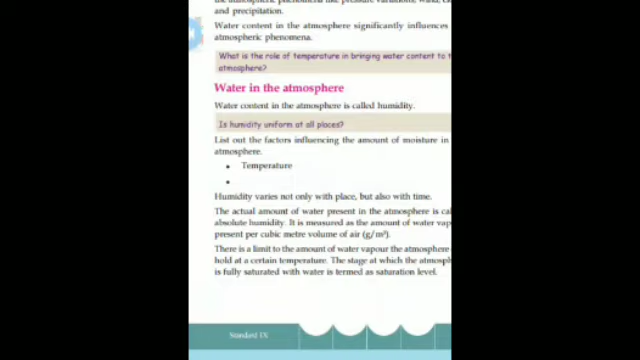 and precipitation.
Water content in the atmosphere significantly influences
atmospheric phenomena.
What is the role of temperature in bringing water content to t
atmosphere?
Water in the atmosphere
Water content in the atmosphere is called humidity.
Is humidity uniform at all places?
List out the factors influencing the amount of moisture in
atmosphere.
• Temperature
•
Humidity varies not only with place, but also with time.
The actual amount of water present in the atmosphere is cal
absolute humidity. It is measured as the amount of water vap
present per cubic metre volume of air (g/m³).
There is a limit to the amount of water vapour the atmosphere
hold at a certain temperature. The stage at which the atmosph
is fully saturated with water is termed as saturation level.
Standard IX